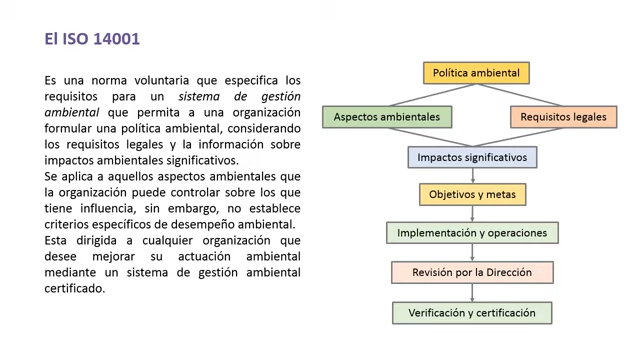 El ISO 14001
Es una norma voluntaria que especifica los
requisitos para un sistema de gestión
ambiental que permita a una organización
formular una política ambiental, considerando
los requisitos legales y la información sobre
impactos ambientales significativos.
Se aplica a aquellos aspectos ambientales que
la organización puede controlar sobre los que
tiene influencia, sin embargo, no establece
criterios específicos de desempeño ambiental.
Esta dirigida a cualquier organización que
desee mejorar su actuación ambiental
mediante un sistema de gestión ambiental
certificado.
Política ambiental
Aspectos ambientales
Requisitos legales
Impactos significativos
Objetivos y metas
Implementación y operaciones
Revisión por la Dirección
Verificación y certificación